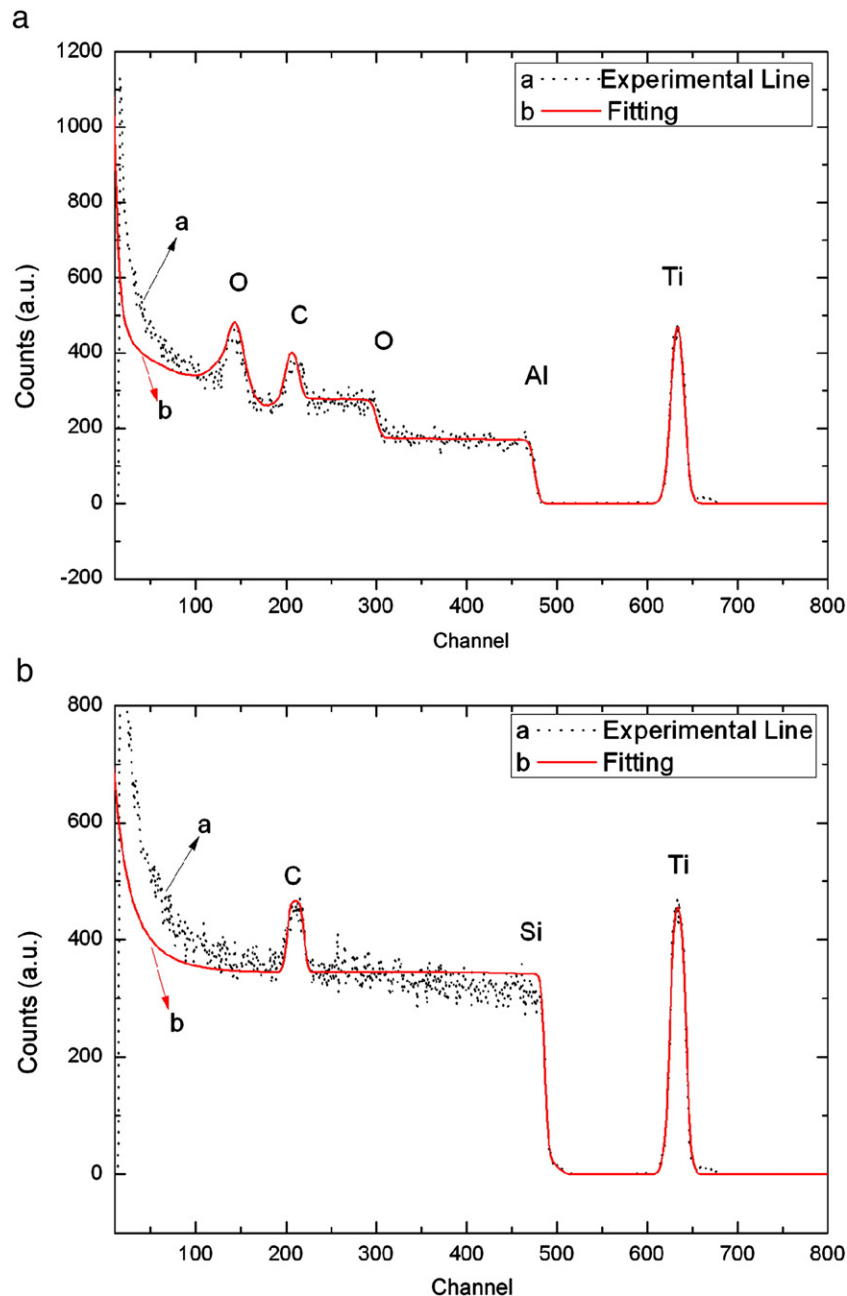 a
1200
1000
800
600
400
200
0
-200
Counts (a.u.)
a Experimental Line
b Fitting
a
b
O
C
O
Al
Ti
100 200 300 400 500 600 700 800
Channel
b
800
600
400
200
0
Counts (a.u.)
a Experimental Line
b Fitting
a
b
C
Si
Ti
100 200 300 400 500 600 700 800
Channel